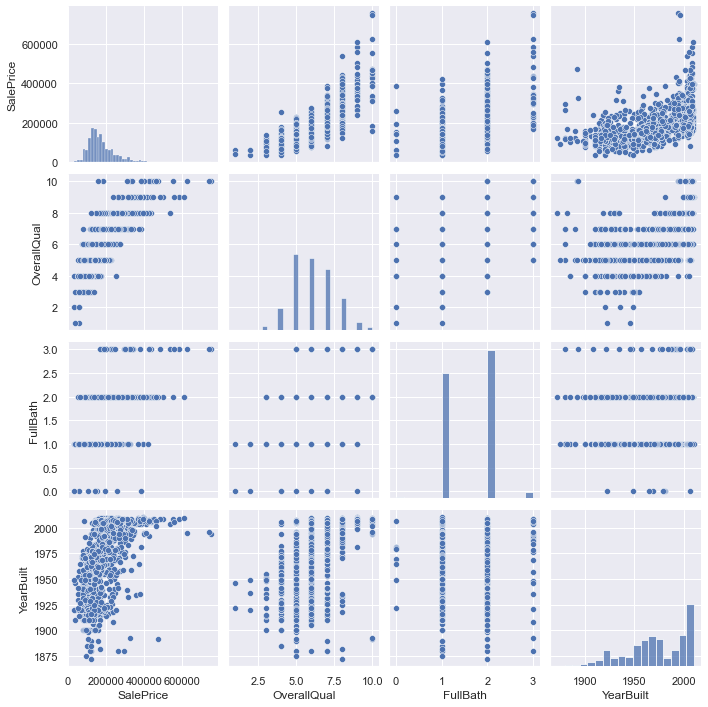 SalePrice
600000
400000
200000
0
OverallQual
10
8
6
4
2
FullBath
3.0
2.5
2.0
1.5
1.0
0.5
0.0
YearBuilt
2000
1975
1950
1925
1900
1875
0 200000 400000 600000
2.5 5.0 7.5 10.0
0 1 2 3
1900 1950 2000
SalePrice
OverallQual
FullBath
YearBuilt